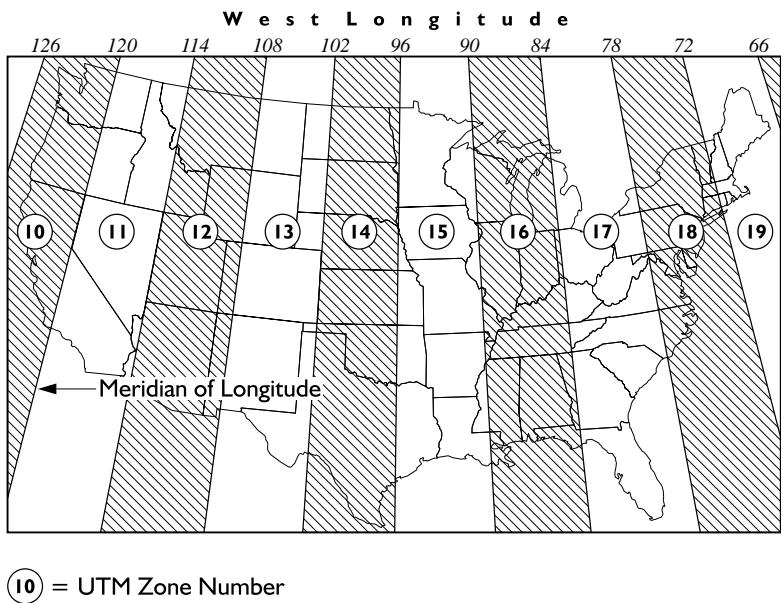 West Longitude
126 120 114 108 102 96 90 84 78 72 66
10 11 12 13 14 15 16 17 18 19
Meridian of Longitude
10 = UTM Zone Number